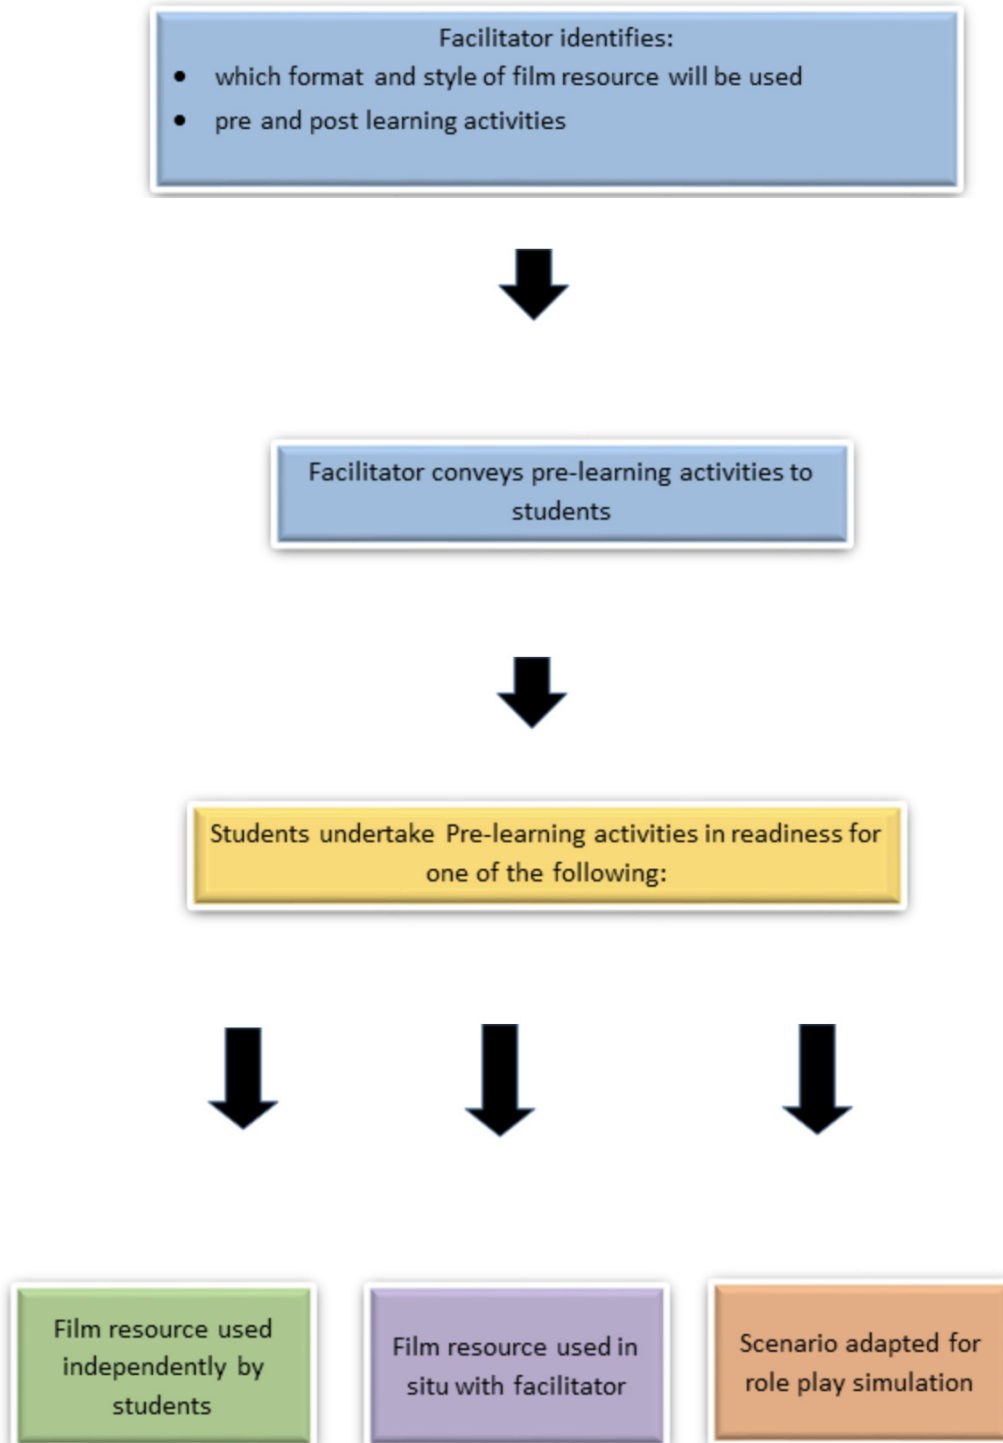 Facilitator identifies:
• which format and style of film resource will be used
• pre and post learning activities
Facilitator conveys pre-learning activities to
students
Students undertake Pre-learning activities in readiness for
one of the following:
Film resource used
independently by
students
Film resource used in
situ with facilitator
Scenario adapted for
role play simulation